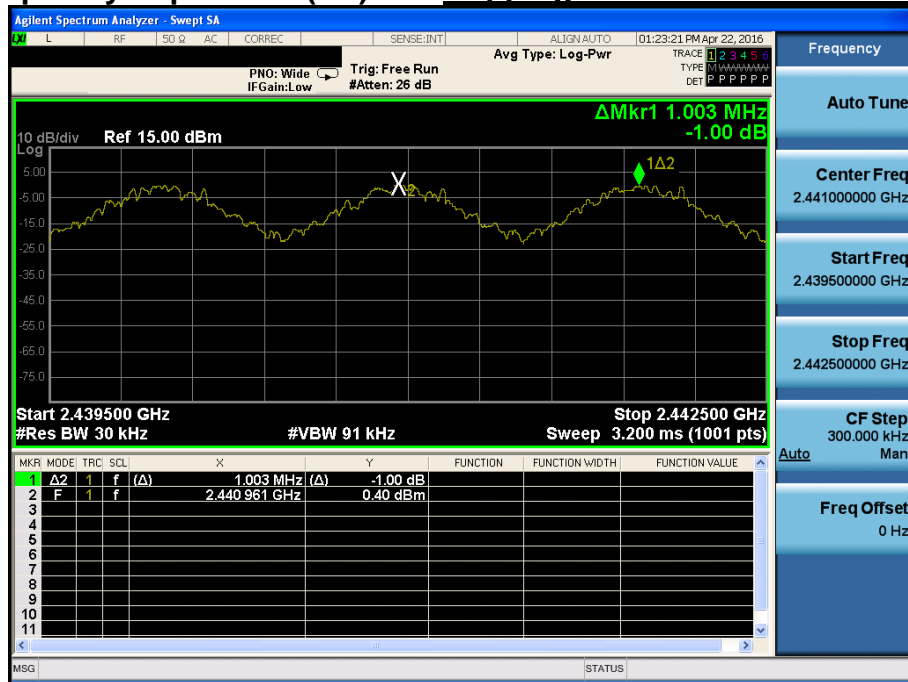 Agilent Spectrum Analyzer - Swept SA
LXI L RF 50 Ω AC CORREC SENSE:INT ALIGN AUTO 01:23:21 PM Apr 22, 2016
PNO: Wide
IFGain:Low
Trig: Free Run
#Atten: 26 dB
Avg Type: Log-Pwr
TRACE 1 2 3 4 5 6
TYPE M WWWWW
DET P P P P P P
ΔMkr1 1.003 MHz
-1.00 dB
10 dB/div Ref 15.00 dBm
Log
5.00
-5.00
-15.0
-25.0
-35.0
-45.0
-55.0
-65.0
-75.0
X2
1Δ2
Start 2.439500 GHz Stop 2.442500 GHz
#Res BW 30 kHz #VBW 91 kHz Sweep 3.200 ms (1001 pts)
MKR MODE TRC SCL X Y FUNCTION FUNCTION WIDTH FUNCTION VALUE
1 Δ2 1 f (Δ) 1.003 MHz (Δ) -1.00 dB
2 F 1 f 2.440 961 GHz 0.40 dBm
3
4
5
6
7
8
9
10
11
MSG STATUS
Frequency
Auto Tune
Center Freq
2.441000000 GHz
Start Freq
2.439500000 GHz
Stop Freq
2.442500000 GHz
CF Step
300.000 kHz
Auto Man
Freq Offset
0 Hz